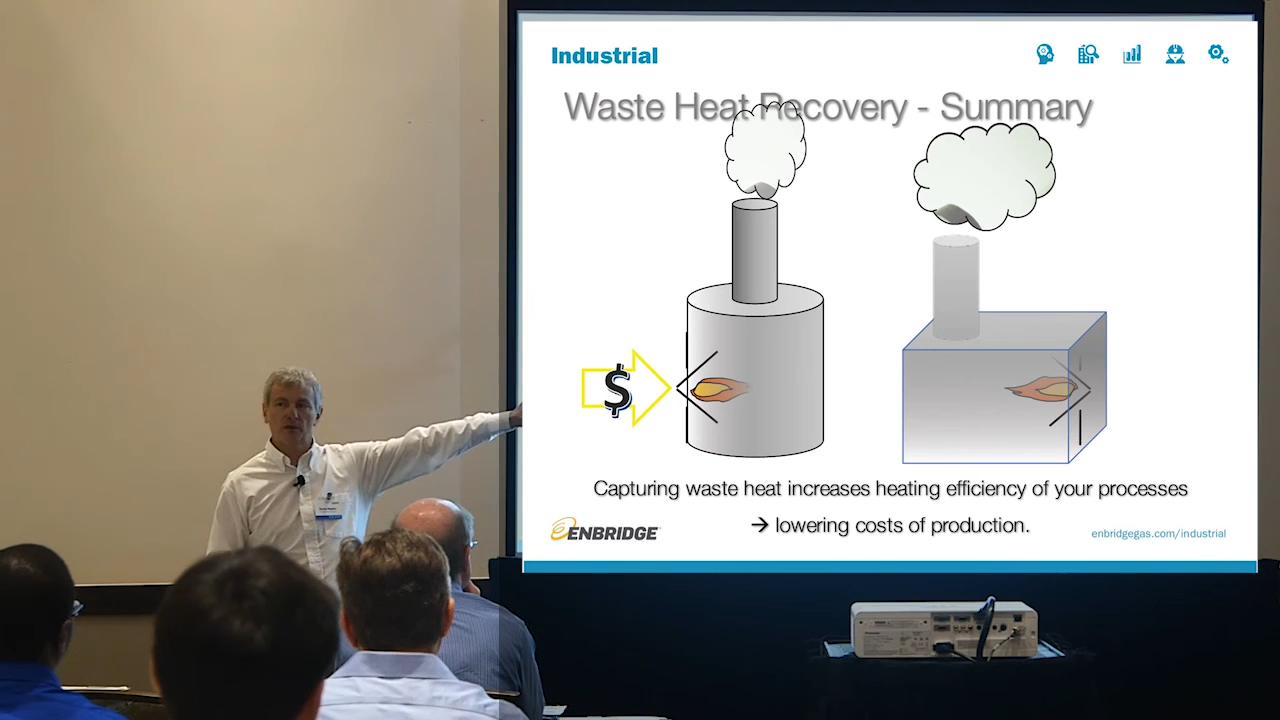 Industrial
Waste Heat Recovery - Summary
$
Capturing waste heat increases heating efficiency of your processes
→ lowering costs of production.
ENBRIDGE
enbridgegas.com/industrial